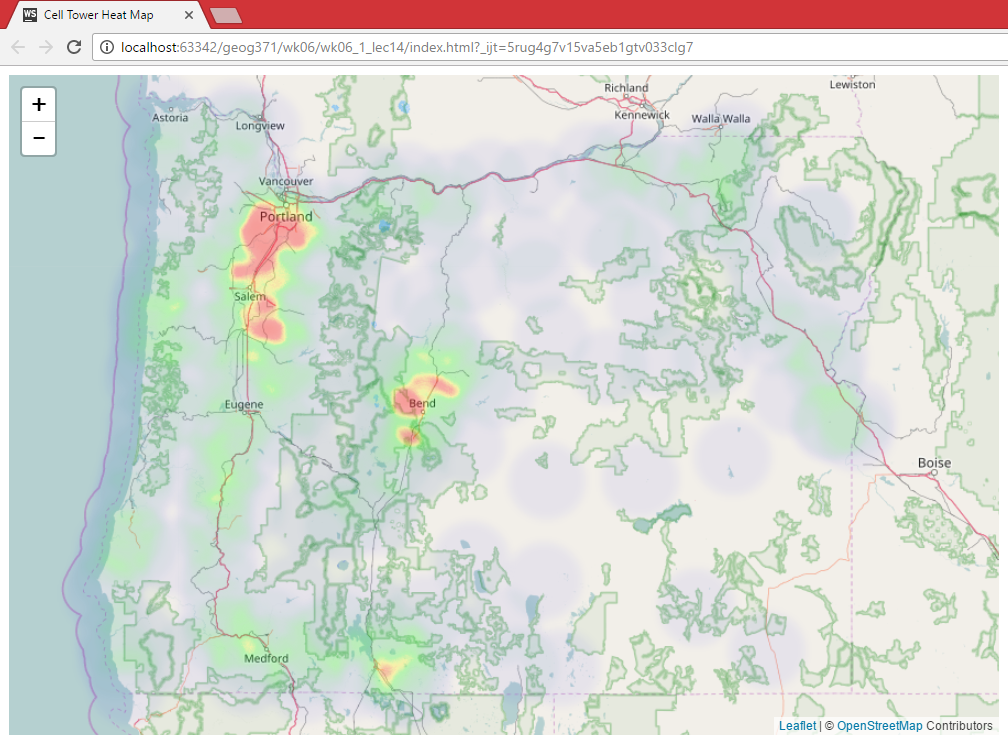 WS Cell Tower Heat Map
localhost:63342/geog371/wk06/wk06_1_lec14/index.html?_ijt=5rug4g7v15va5eb1gtv033clg7
+
−
Richland
Lewiston
Kennewick
Astoria
Longview
Walla Walla
Vancouver
Portland
Salem
Bend
Eugene
Boise
Medford
Leaflet | © OpenStreetMap Contributors